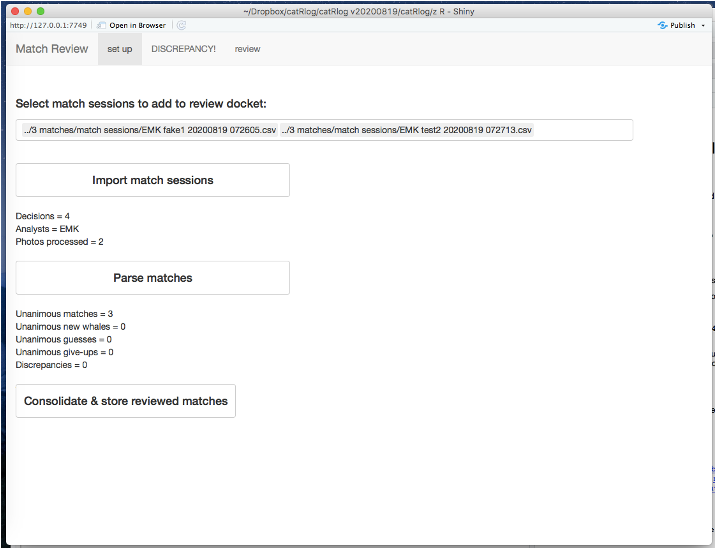 ~/Dropbox/catRlog/catRlog v20200819/catRlog/z R - Shiny
http://127.0.0.1:7749 Open in Browser Publish
Match Review set up DISCREPANCY! review
Select match sessions to add to review docket:
../3 matches/match sessions/EMK fake1 20200819 072605.csv ../3 matches/match sessions/EMK test2 20200819 072713.csv
Import match sessions
Decisions = 4
Analysts = EMK
Photos processed = 2
Parse matches
Unanimous matches = 3
Unanimous new whales = 0
Unanimous guesses = 0
Unanimous give-ups = 0
Discrepancies = 0
Consolidate & store reviewed matches